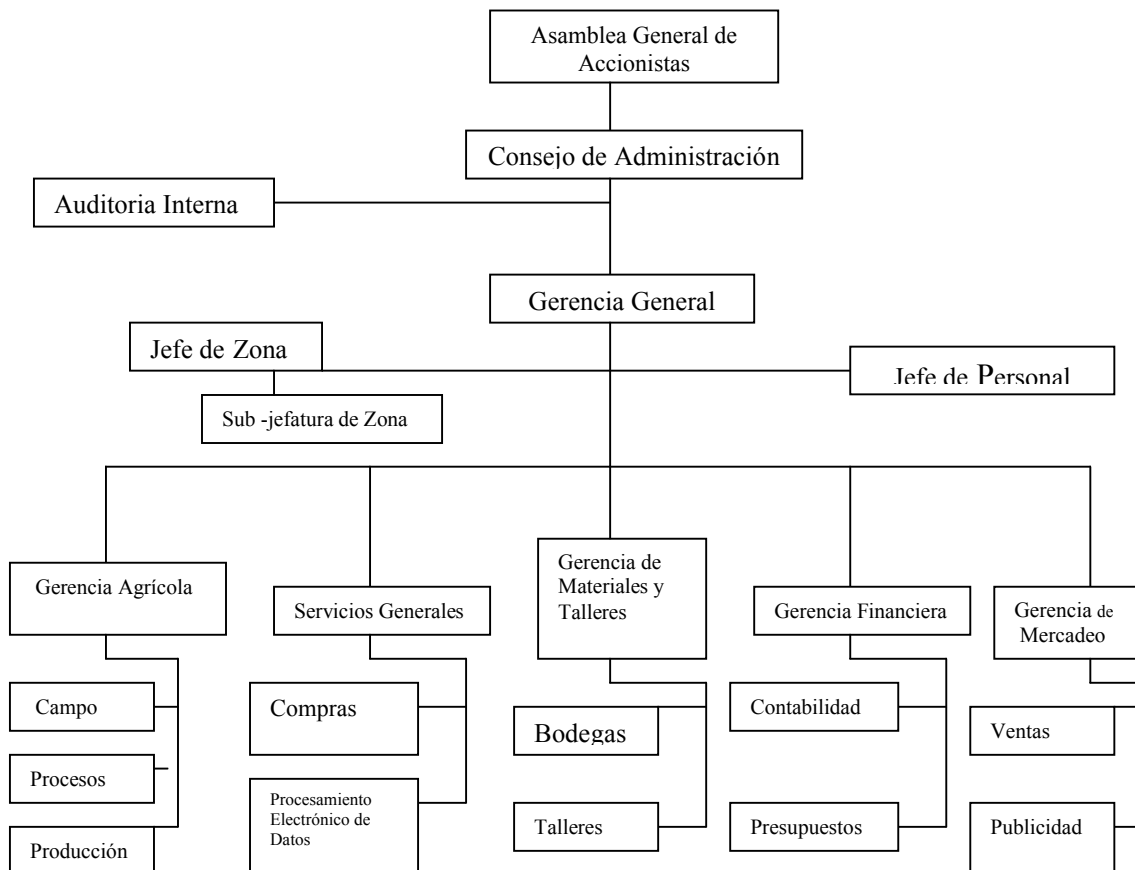 Asamblea General de
Accionistas
Consejo de Administración
Auditoria Interna
Gerencia General
Jefe de Zona
Jefe de Personal
Sub -jefatura de Zona
Gerencia Agrícola
Servicios Generales
Gerencia de
Materiales y
Talleres
Gerencia Financiera
Gerencia de
Mercadeo
Campo
Procesos
Producción
Compras
Procesamiento
Electrónico de
Datos
Bodegas
Talleres
Contabilidad
Presupuestos
Ventas
Publicidad